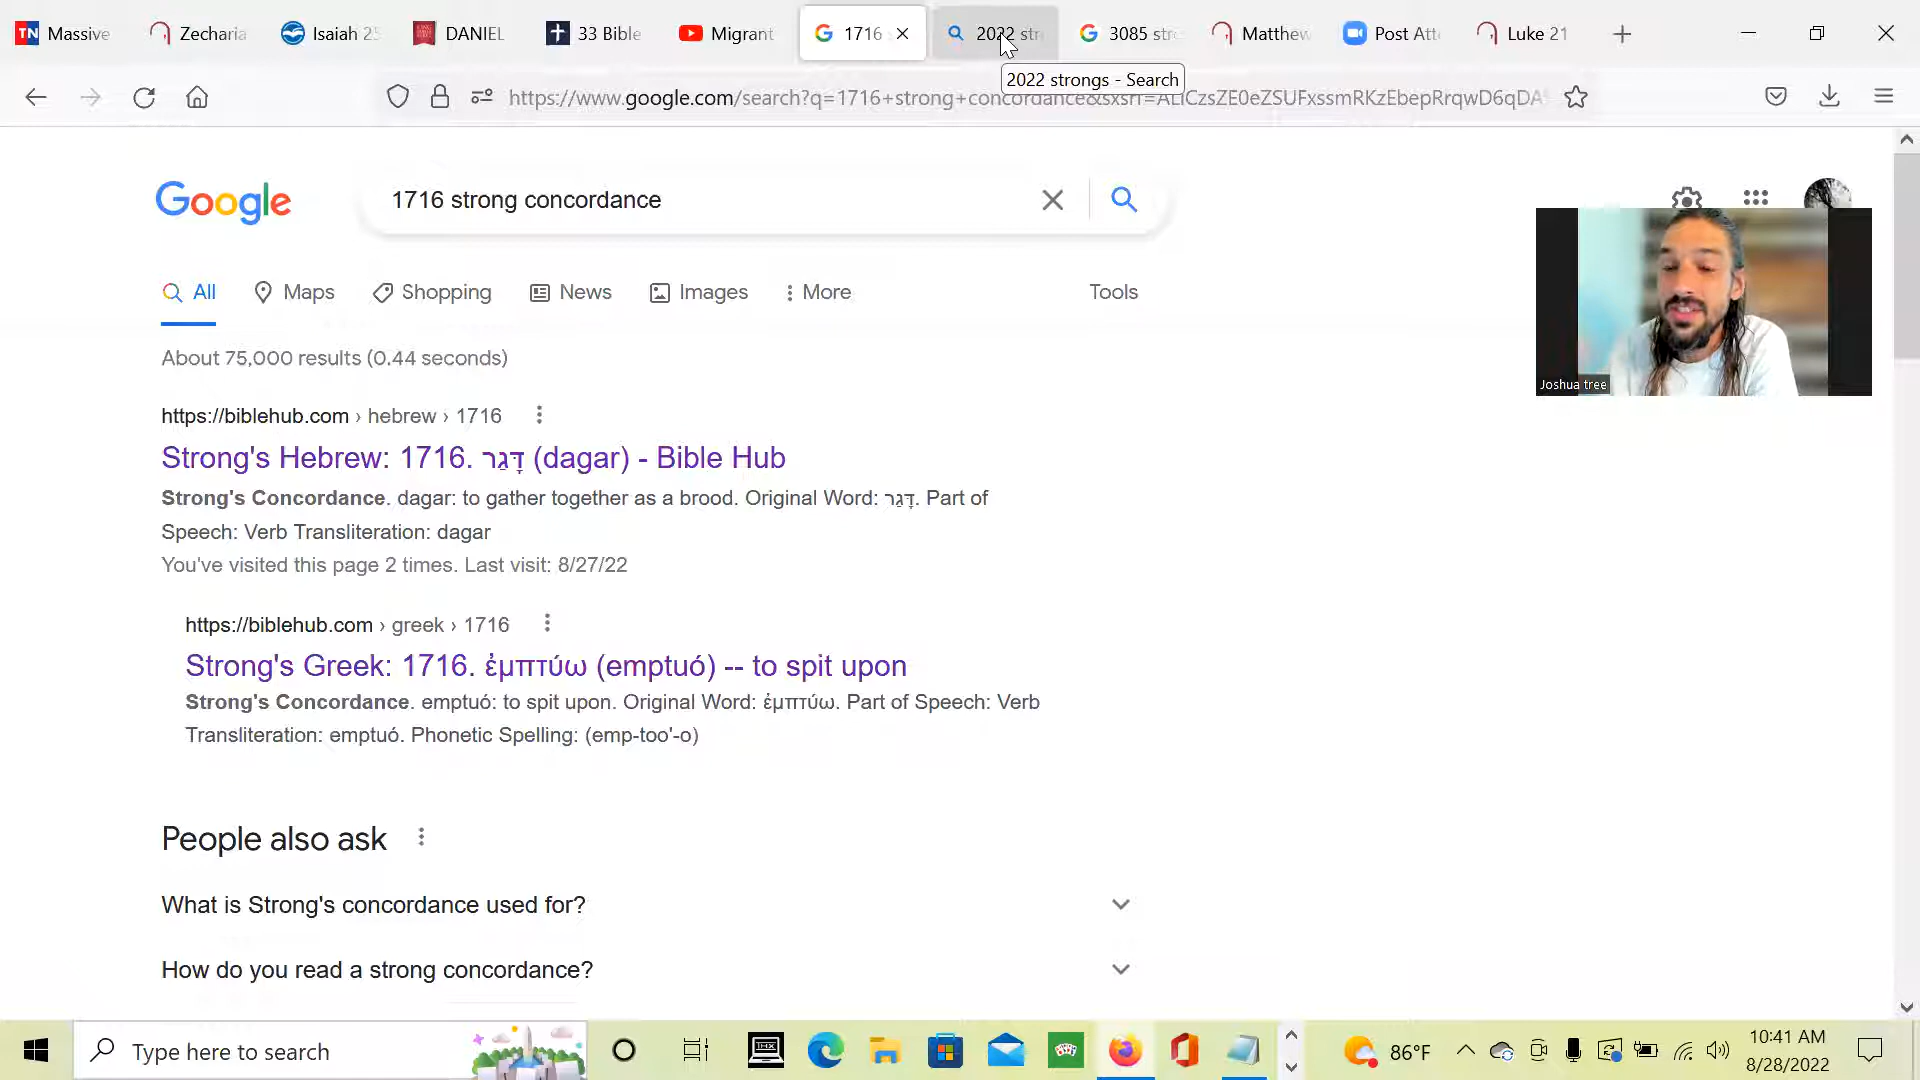 TN Massive
Zecharia
Isaiah 25
DANIEL
33 Bible
Migrant
1716
2022 str
3085 stro
Matthew
Post Atte
Luke 21
2022 strongs - Search
https://www.google.com/search?q=1716+strong+concordance&sxsrf=ALiCzsZE0eZSUFxssmRKzEbepRrqwD6qDA
Google
1716 strong concordance
All
Maps
Shopping
News
Images
More
Tools
About 75,000 results (0.44 seconds)
Joshua tree
https://biblehub.com › hebrew › 1716
Strong's Hebrew: 1716. דָּגַר (dagar) - Bible Hub
Strong's Concordance. dagar: to gather together as a brood. Original Word: דָּגַר. Part of
Speech: Verb Transliteration: dagar
You've visited this page 2 times. Last visit: 8/27/22
https://biblehub.com › greek › 1716
Strong's Greek: 1716. ἐμπτύω (emptuó) -- to spit upon
Strong's Concordance. emptuó: to spit upon. Original Word: ἐμπτύω. Part of Speech: Verb
Transliteration: emptuó. Phonetic Spelling: (emp-too'-o)
People also ask
What is Strong's concordance used for?
How do you read a strong concordance?
Type here to search
86°F
10:41 AM
8/28/2022